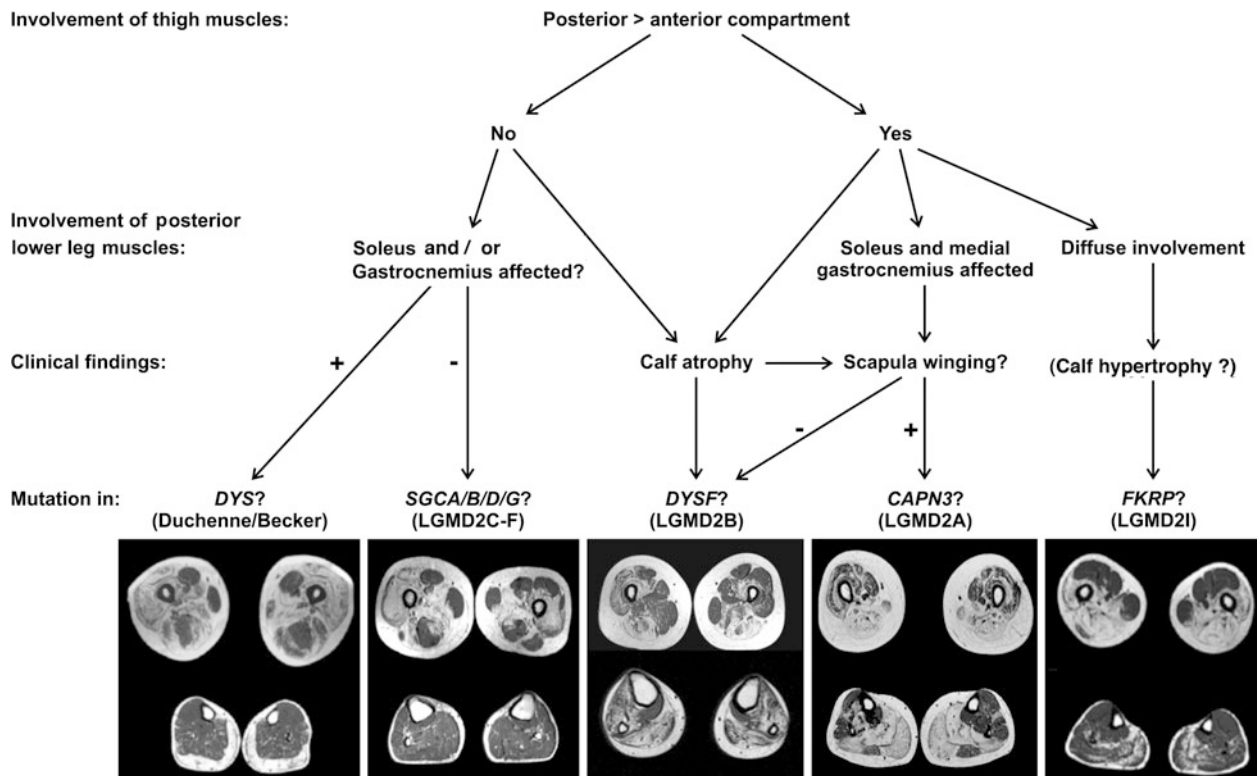 Involvement of thigh muscles:
Posterior > anterior compartment
No
Yes
Involvement of posterior
lower leg muscles:
Soleus and / or
Gastrocnemius affected?
Soleus and medial
gastrocnemius affected
Diffuse involvement
Clinical findings:
+
-
Calf atrophy
Scapula winging?
(Calf hypertrophy ?)
-
+
Mutation in:
DYS?
(Duchenne/Becker)
SGCA/B/D/G?
(LGMD2C-F)
DYSF?
(LGMD2B)
CAPN3?
(LGMD2A)
FKRP?
(LGMD2I)